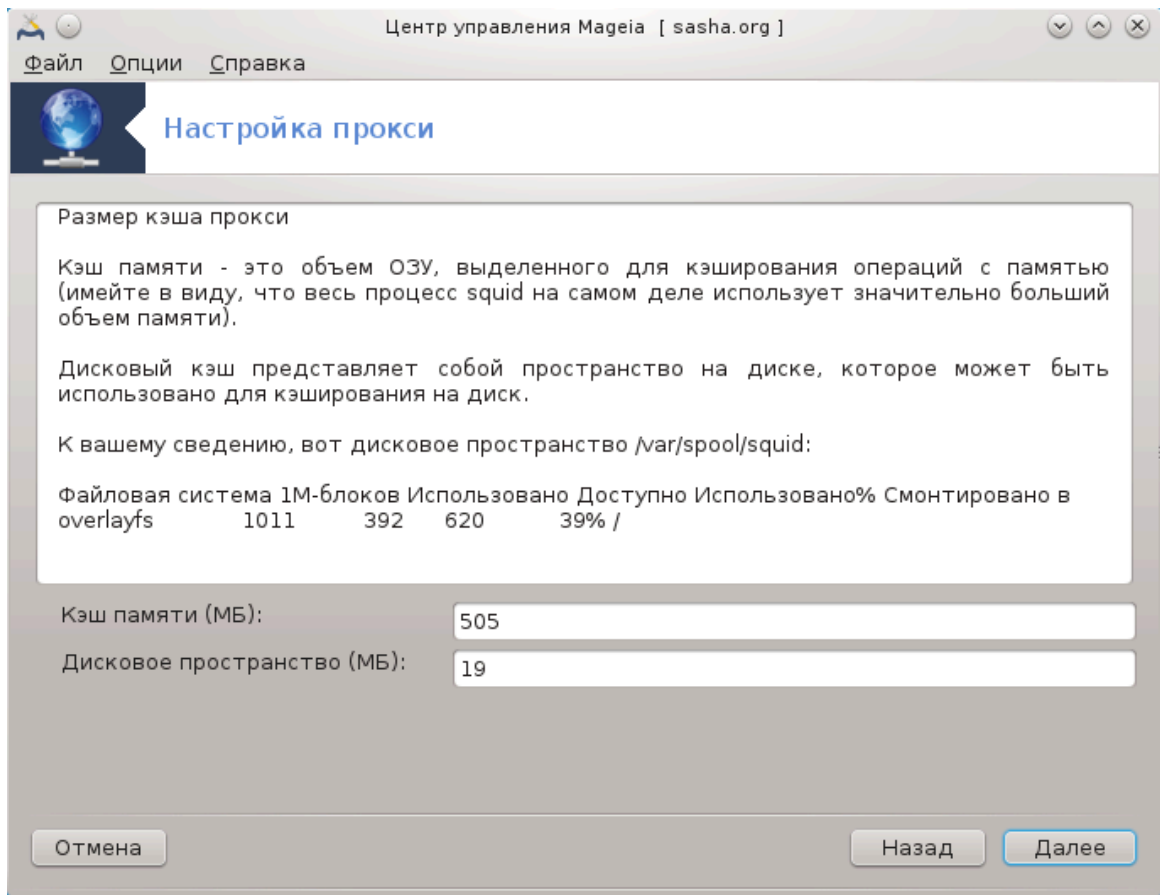 Центр управления Mageia [ sasha.org ]
Файл Опции Справка
Настройка прокси
Размер кэша прокси
Кэш памяти - это объем ОЗУ, выделенного для кэширования операций с памятью
(имейте в виду, что весь процесс squid на самом деле использует значительно больший
объем памяти).
Дисковый кэш представляет собой пространство на диске, которое может быть
использовано для кэширования на диск.
К вашему сведению, вот дисковое пространство /var/spool/squid:
Файловая система 1М-блоков Использовано Доступно Использовано% Смонтировано в
overlayfs 1011 392 620 39% /
Кэш памяти (МБ): 505
Дисковое пространство (МБ): 19
Отмена Назад Далее